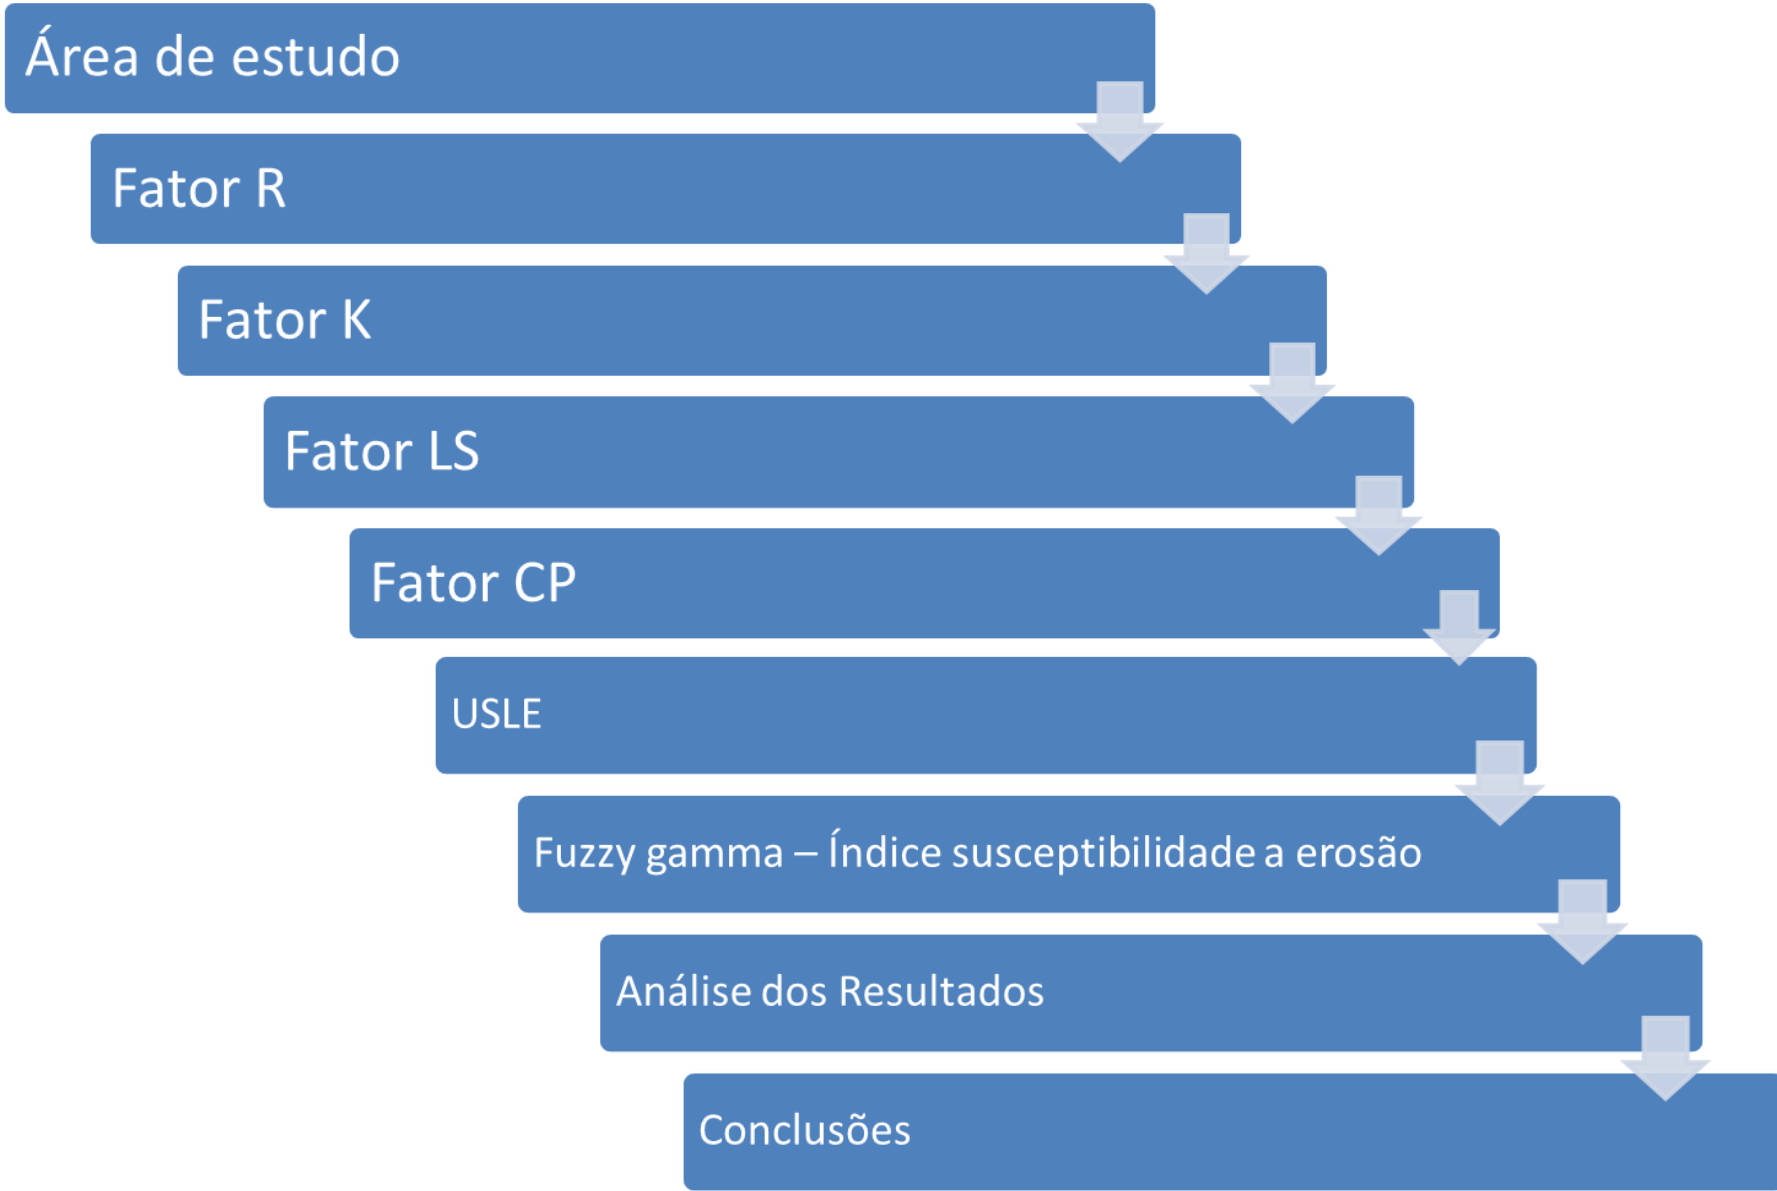 Área de estudo
Fator R
Fator K
Fator LS
Fator CP
USLE
Fuzzy gamma – Índice susceptibilidade a erosão
Análise dos Resultados
Conclusões